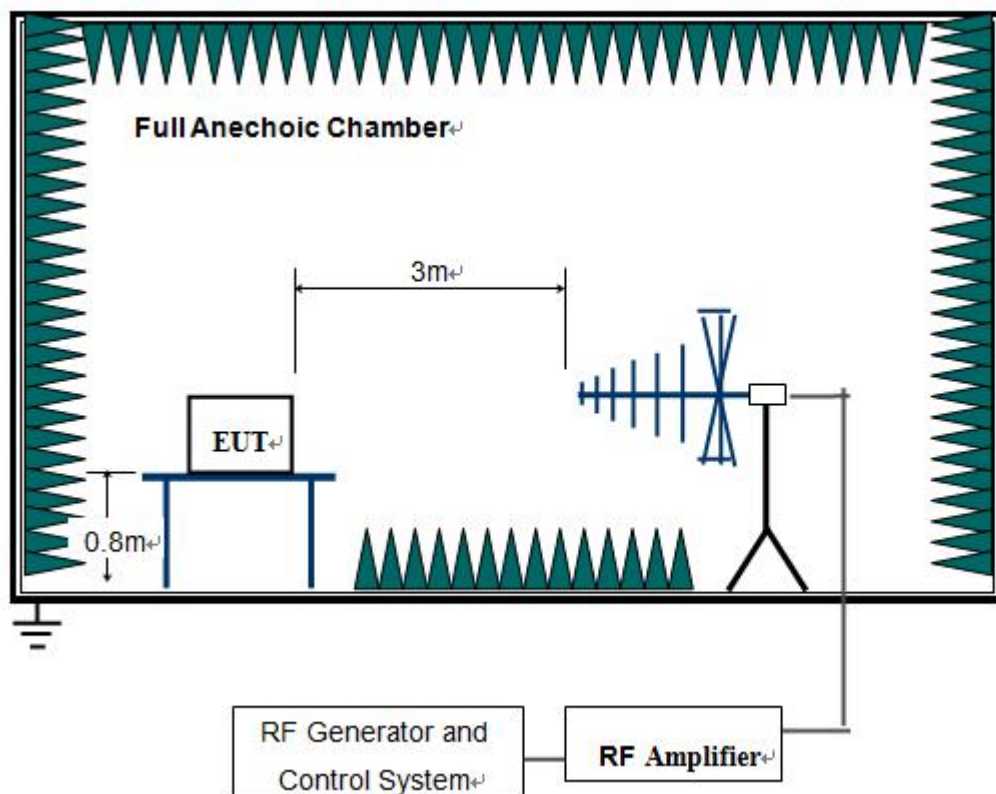 Full Anechoic Chamber
3m
EUT
0.8m
RF Generator and
Control System
RF Amplifier